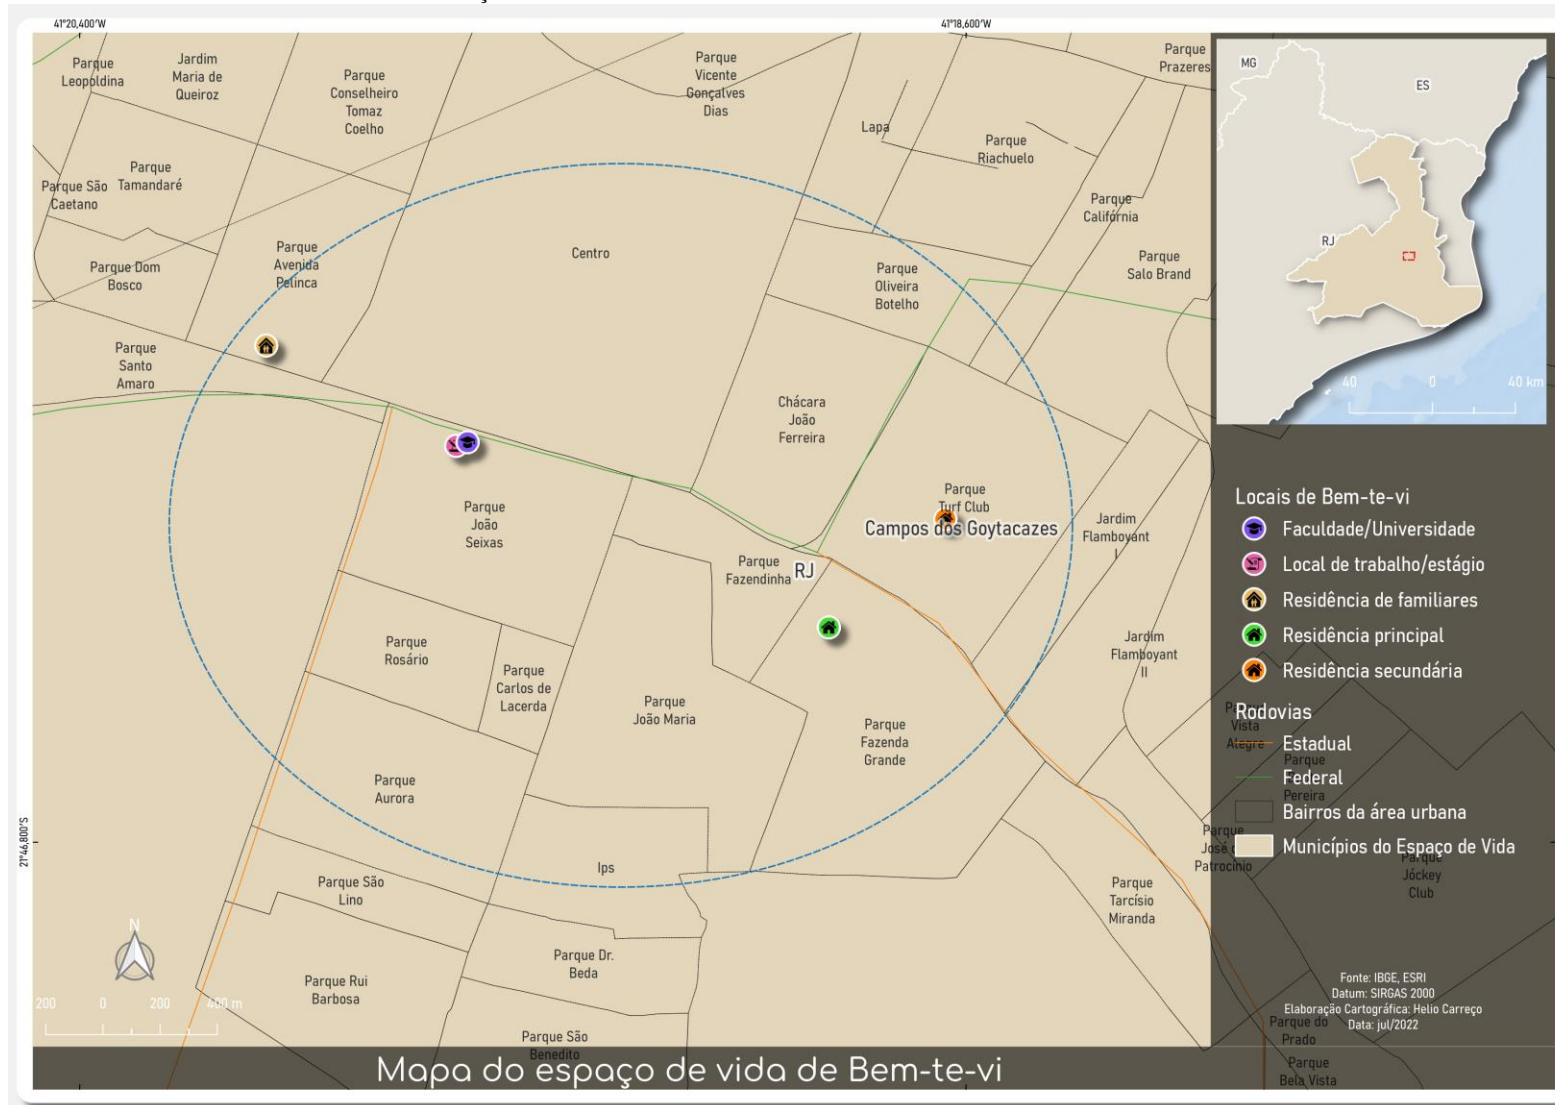 41°20,400'W
41°18,600'W
Parque
Leopoldina
Jardim
Maria de
Queiroz
Parque
Conselheiro
Tomaz
Coelho
Parque
Vicente
Gonçalves
Dias
Parque
Prazeres
Lapa
Parque
Riachuelo
Parque
Tamandaré
Parque São
Caetano
Parque
Califórnia
Parque
Avenida
Pelinca
Centro
Parque Dom
Bosco
Parque
Oliveira
Botelho
Parque
Salo Brand
Parque
Santo
Amaro
Chácara
João
Ferreira
Parque
João
Seixas
Parque
Turf Club
Campos dos Goytacazes
Jardim
Flamboyant
I
Parque
Fazendinha
RJ
Parque
Rosário
Parque
Carlos de
Lacerda
Parque
João Maria
Jardim
Flamboyant
II
Parque
Fazenda
Grande
Parque
Aurora
21°46,800'S
Ips
Parque São
Lino
Parque
Tarcísio
Miranda
Parque Dr.
Beda
Parque Rui
Barbosa
Parque São
Benedito
N
200 0 200 400 m
MG
ES
RJ
40 0 40 km
Locais de Bem-te-vi
Faculdade/Universidade
Local de trabalho/estágio
Residência de familiares
Residência principal
Residência secundária
Rodovias
Estadual
Federal
Bairros da área urbana
Municípios do Espaço de Vida
Vista
Alegre
Parque
Pereira
Parque
José
Patrocínio
Parque
Jóckey
Club
Fonte: IBGE, ESRI
Datum: SIRGAS 2000
Elaboração Cartográfica: Helio Carreço
Data: jul/2022
Parque do
Prado
Parque
Bela Vista
Mapa do espaço de vida de Bem-te-vi